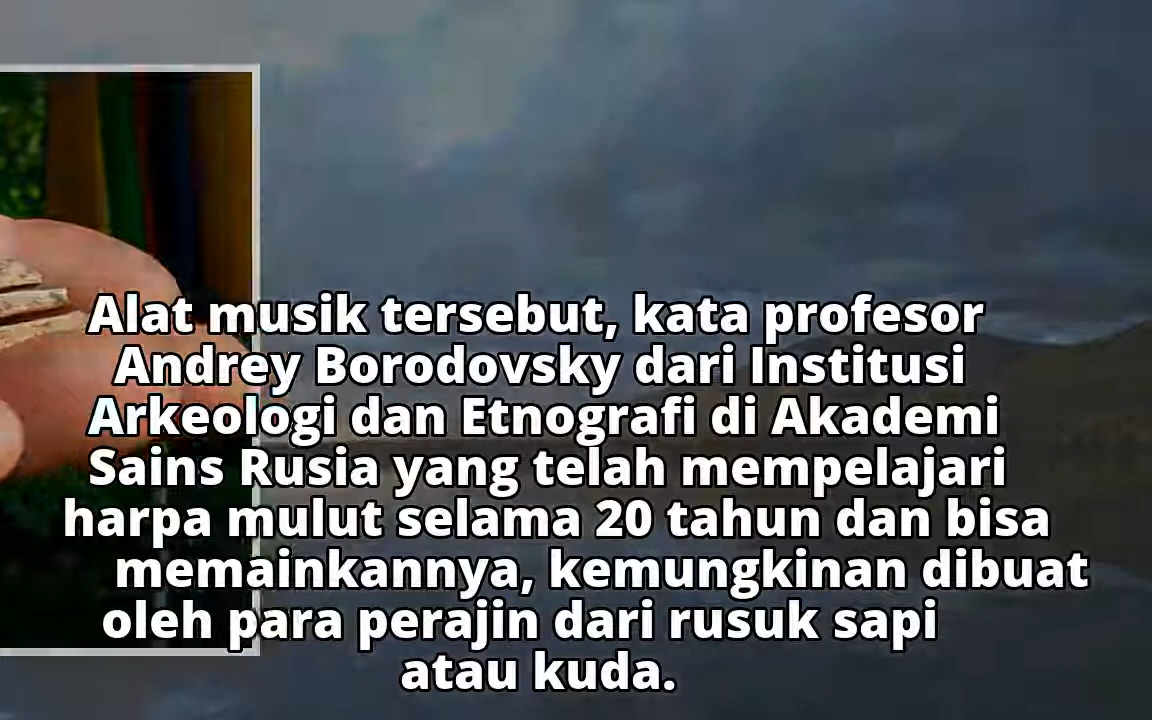 Alat musik tersebut, kata profesor
Andrey Borodovsky dari Institusi
Arkeologi dan Etnografi di Akademi
Sains Rusia yang telah mempelajari
harpa mulut selama 20 tahun dan bisa
memainkannya, kemungkinan dibuat
oleh para perajin dari rusuk sapi
atau kuda.